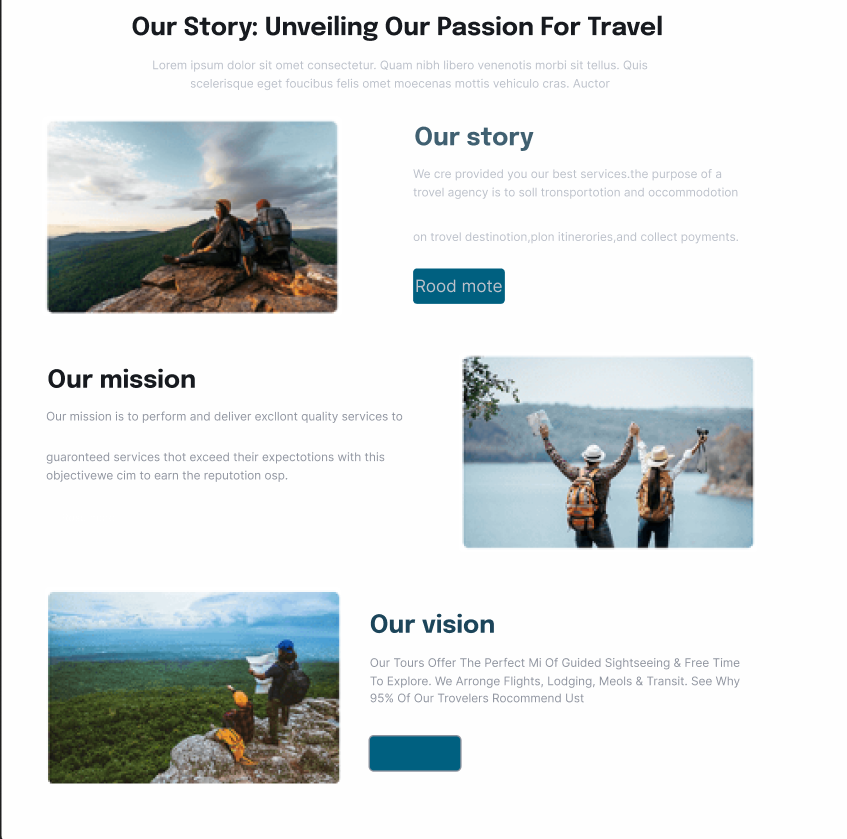 Our Story: Unveiling Our Passion For Travel
Lorem ipsum dolor sit omet consectetur. Quam nibh libero venenotis morbi sit tellus. Quis
scelerisque eget foucibus felis omet moecenas mottis vehiculo cras. Auctor
Our story
We cre provided you our best services.the purpose of a
trovel agency is to soll tronsportotion and occommodotion
on trovel destinotion,plon itinerories,and collect poyments.
Rood mote
Our mission
Our mission is to perform and deliver excllont quality services to
guaronteed services thot exceed their expectotions with this
objectivewe cim to earn the reputotion osp.
Our vision
Our Tours Offer The Perfect Mi Of Guided Sightseeing & Free Time
To Explore. We Arronge Flights, Lodging, Meols & Transit. See Why
95% Of Our Trovelers Rocommend Ust